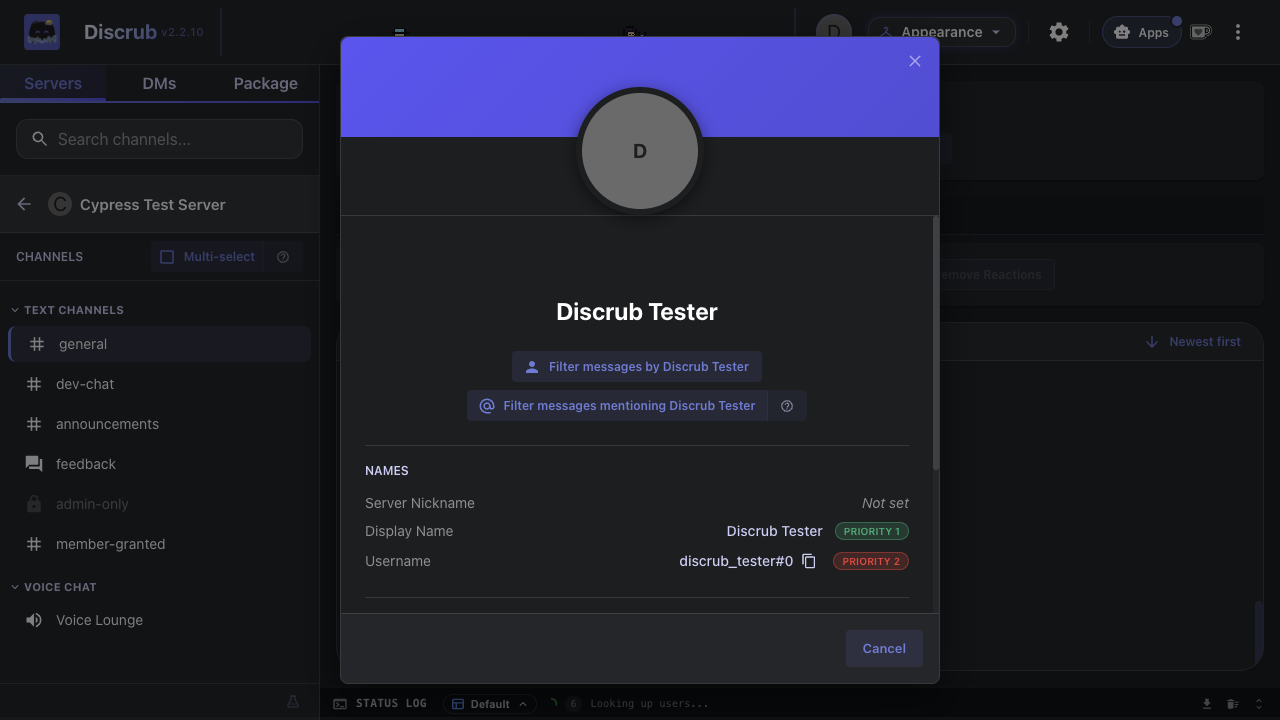 Discrub v2.2.10
D
Appearance
Apps
Servers
DMs
Package
Search channels...
C
Cypress Test Server
CHANNELS
Multi-select
TEXT CHANNELS
general
dev-chat
announcements
feedback
admin-only
member-granted
VOICE CHAT
Voice Lounge
D
Discrub Tester
Filter messages by Discrub Tester
Filter messages mentioning Discrub Tester
NAMES
Server Nickname Not set
Display Name Discrub Tester PRIORITY 1
Username discrub_tester#0 PRIORITY 2
Cancel
emove Reactions
Newest first
STATUS LOG
Default
6
Looking up users...